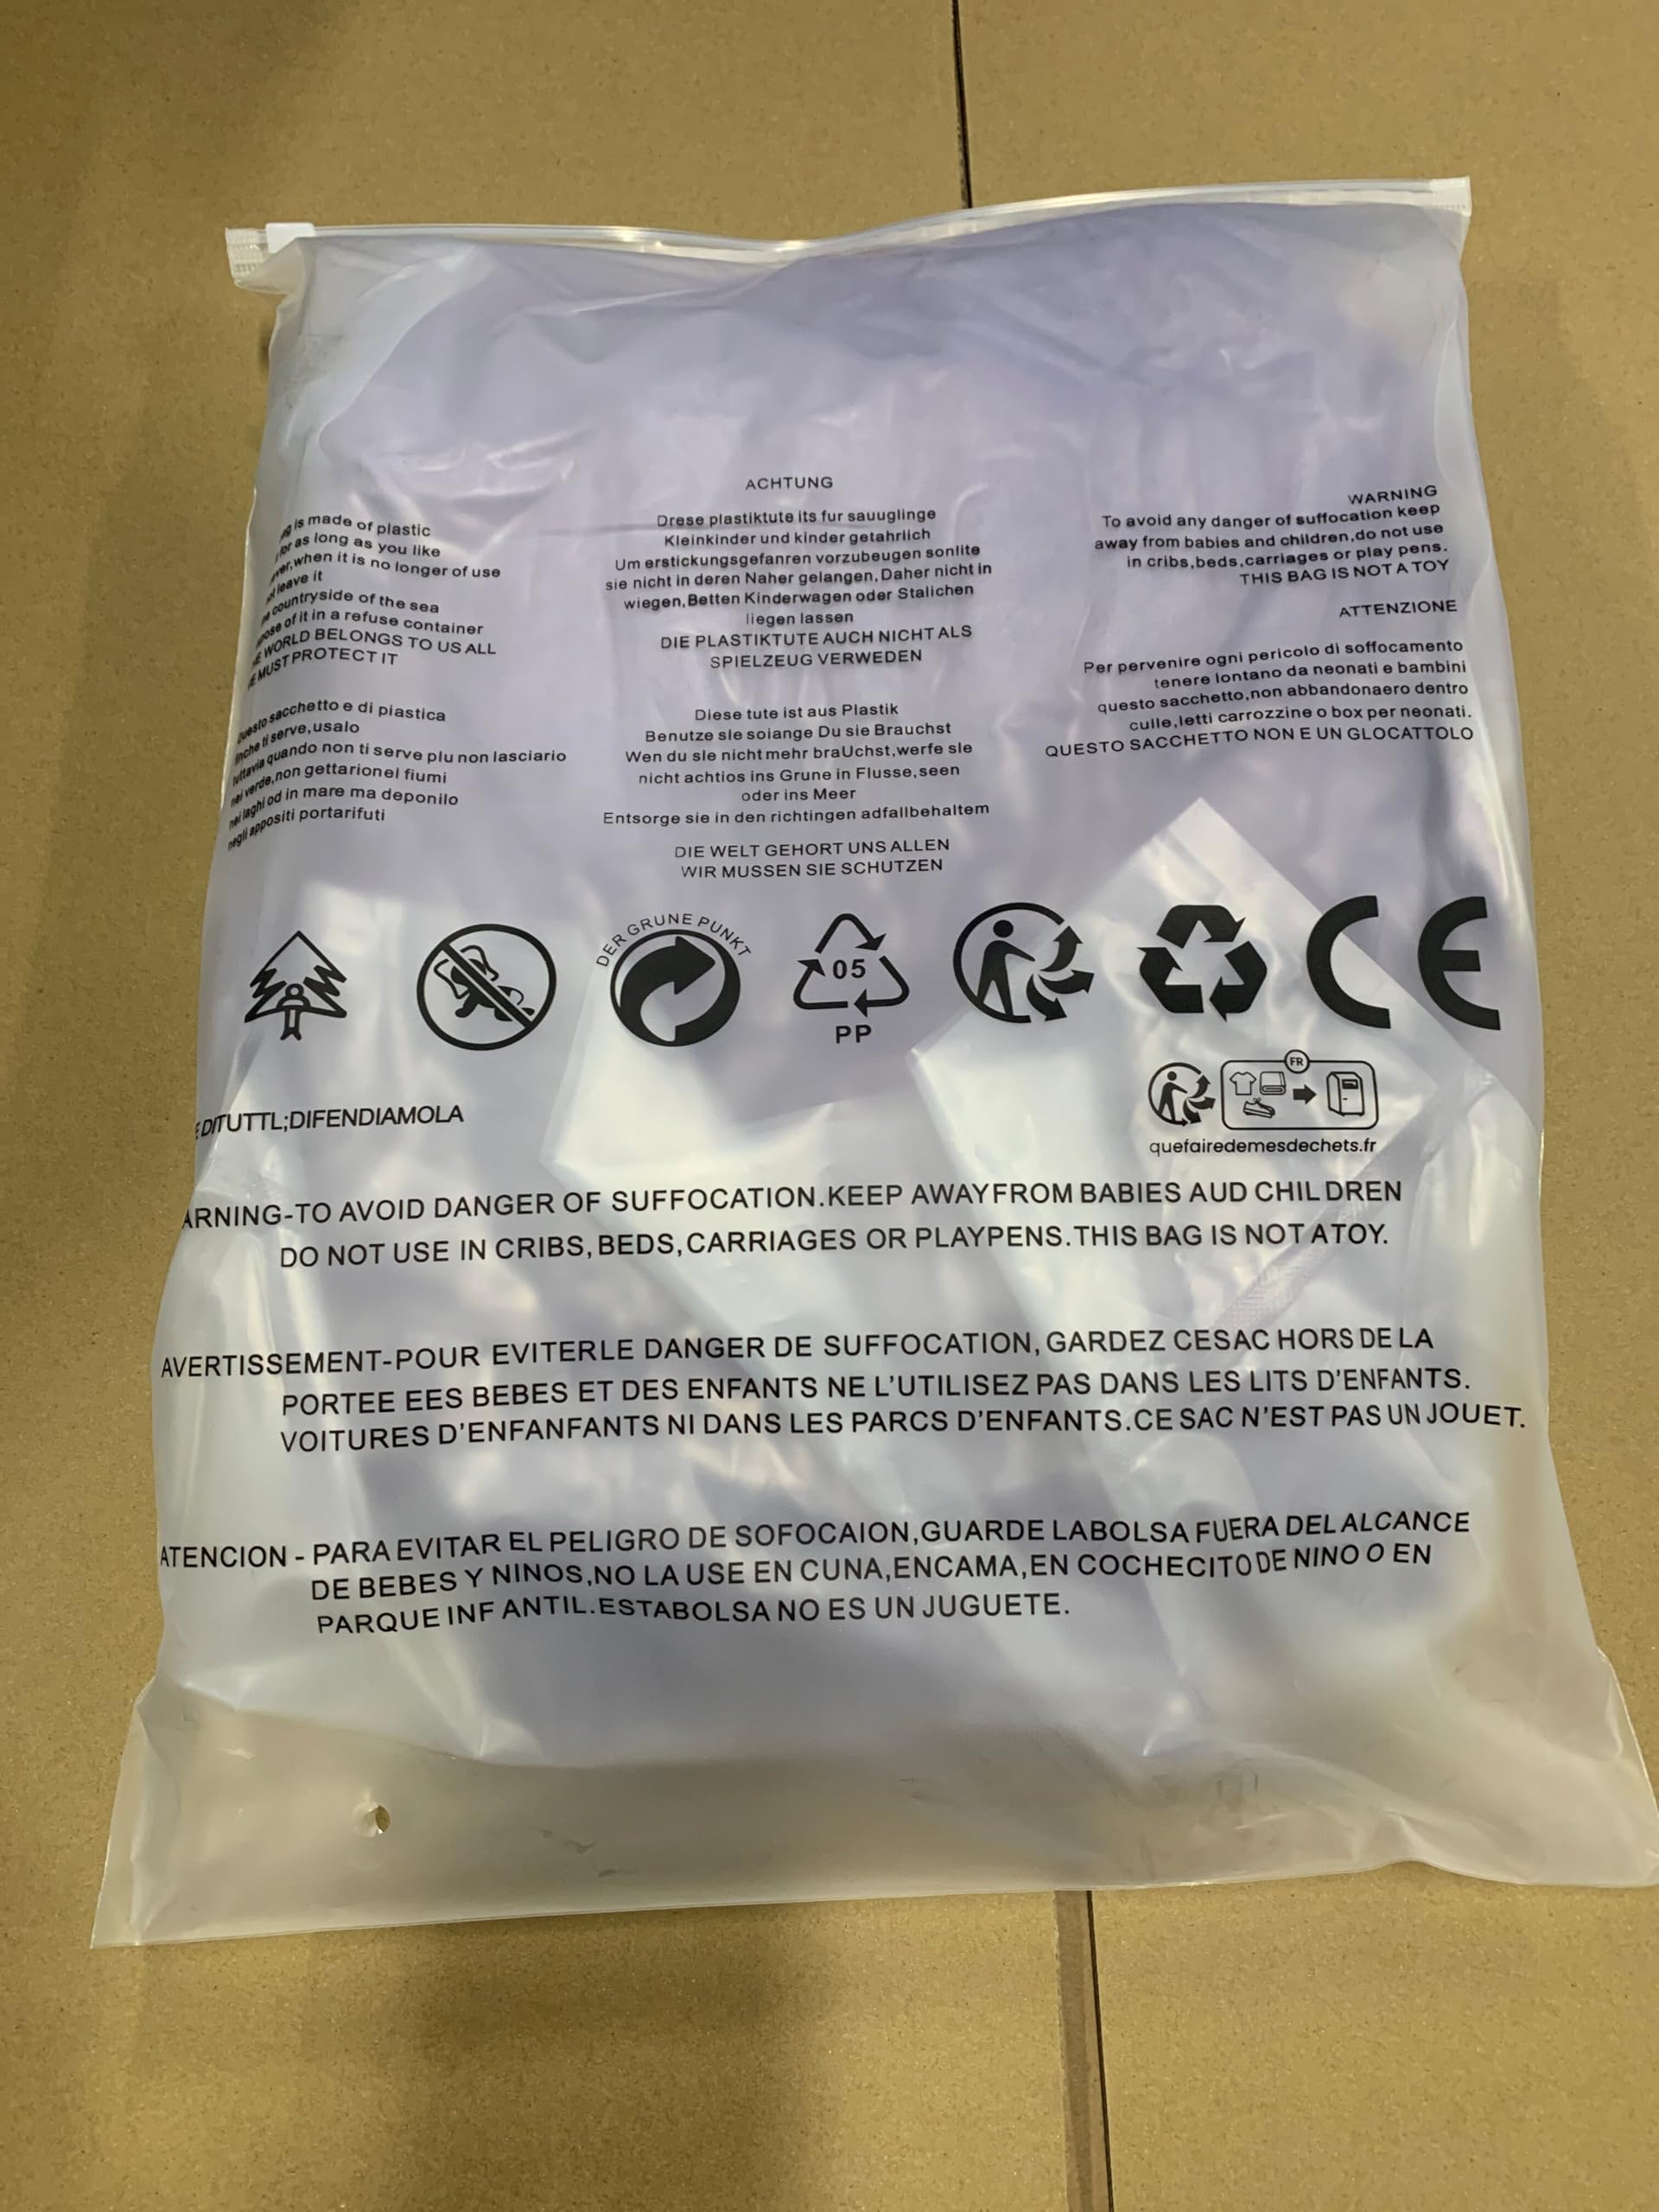 is made of plastic
for as long as you like
when it is no longer of use
leave it
countryside of the sea
of it in a refuse container
WORLD BELONGS TO US ALL
MUST PROTECT IT
questo sacchetto e di piastica
finche ti serve,usalo
tuttavia quando non ti serve plu non lasciario
nei verde,non gettarionel fiumi
nei laghi od in mare ma deponilo
negli appositi portarifuti
ACHTUNG
Drese plastiktute its fur sauuglinge
Kleinkinder und kinder getahrlich
Um erstickungsgefanren vorzubeugen sonlite
sie nicht in deren Naher gelangen,Daher nicht in
wiegen,Betten Kinderwagen oder Stalichen
liegen lassen
DIE PLASTIKTUTE AUCH NICHT ALS
SPIELZEUG VERWEDEN
Diese tute ist aus Plastik
Benutze sle soiange Du sie Brauchst
Wen du sle nicht mehr braUchst,werfe sle
nicht achtios ins Grune in Flusse,seen
oder ins Meer
Entsorge sie in den richtingen adfallbehaltem
DIE WELT GEHORT UNS ALLEN
WIR MUSSEN SIE SCHUTZEN
WARNING
To avoid any danger of suffocation keep
away from babies and children,do not use
in cribs,beds,carriages or play pens.
THIS BAG IS NOT A TOY
ATTENZIONE
Per pervenire ogni pericolo di soffocamento
tenere lontano da neonati e bambini
questo sacchetto,non abbandonaero dentro
culle,letti carrozzine o box per neonati.
QUESTO SACCHETTO NON E UN GLOCATTOLO
DER GRUNE PUNKT
05
PP
CE
FR
quefairedemesdechets.fr
DITUTTL;DIFENDIAMOLA
ARNING-TO AVOID DANGER OF SUFFOCATION.KEEP AWAYFROM BABIES AUD CHIL DREN
DO NOT USE IN CRIBS,BEDS,CARRIAGES OR PLAYPENS.THIS BAG IS NOT ATOY.
AVERTISSEMENT-POUR EVITERLE DANGER DE SUFFOCATION,GARDEZ CESAC HORS DE LA
PORTEE EES BEBES ET DES ENFANTS NE L'UTILISEZ PAS DANS LES LITS D'ENFANTS.
VOITURES D'ENFANFANTS NI DANS LES PARCS D'ENFANTS.CE SAC N'EST PAS UN JOUET.
ATENCION - PARA EVITAR EL PELIGRO DE SOFOCAION,GUARDE LABOLSA FUERA DEL ALCANCE
DE BEBES Y NINOS,NO LA USE EN CUNA,ENCAMA,EN COCHECITO DE NINO O EN
PARQUE INF ANTIL.ESTABOLSA NO ES UN JUGUETE.